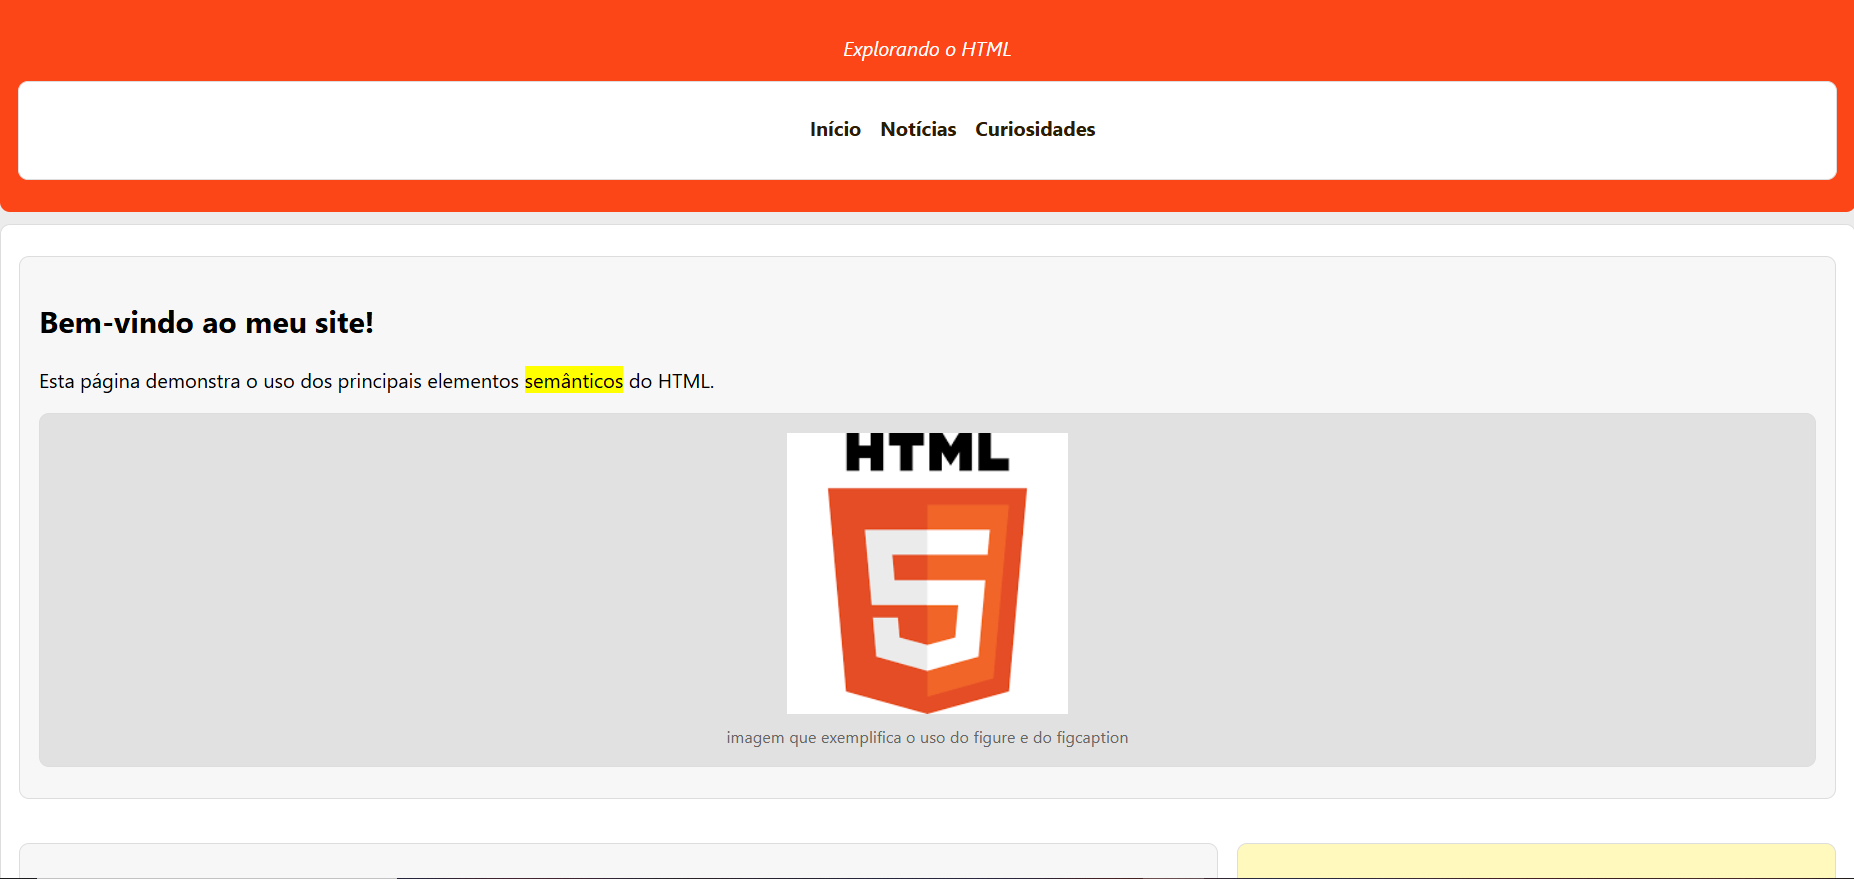 Explorando o HTML
Início Notícias Curiosidades
Bem-vindo ao meu site!
Esta página demonstra o uso dos principais elementos semânticos do HTML.
HTML
5
imagem que exemplifica o uso do figure e do figcaption